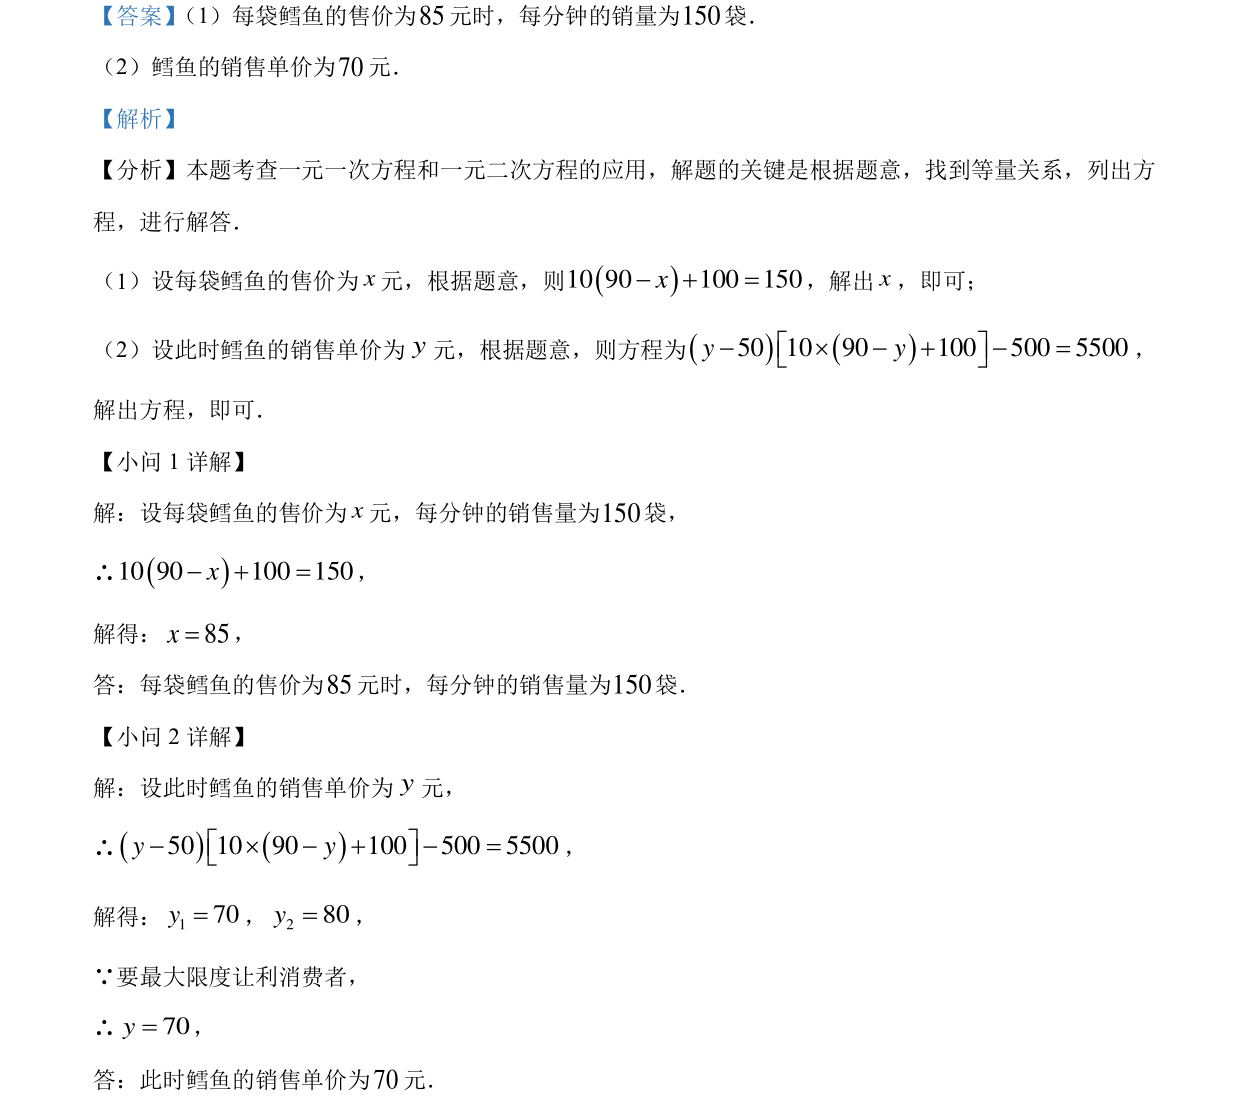 【答案】（1）每袋鳕鱼的售价为85元时，每分钟的销量为150袋．
（2）鳕鱼的销售单价为70元．
【解析】
【分析】本题考查一元一次方程和一元二次方程的应用，解题的关键是根据题意，找到等量关系，列出方
程，进行解答．
（1）设每袋鳕鱼的售价为x元，根据题意，则10(90−x)+100=150，解出x，即可；
（2）设此时鳕鱼的销售单价为y元，根据题意，则方程为(y−50)[10×(90−y)+100]−500=5500，
解出方程，即可．
【小问1详解】
解：设每袋鳕鱼的售价为x元，每分钟的销售量为150袋，
∴10(90−x)+100=150，
解得：x=85，
答：每袋鳕鱼的售价为85元时，每分钟的销售量为150袋．
【小问2详解】
解：设此时鳕鱼的销售单价为y元，
∴(y−50)[10×(90−y)+100]−500=5500，
解得：y₁=70，y₂=80，
∵要最大限度让利消费者，
∴y=70，
答：此时鳕鱼的销售单价为70元．